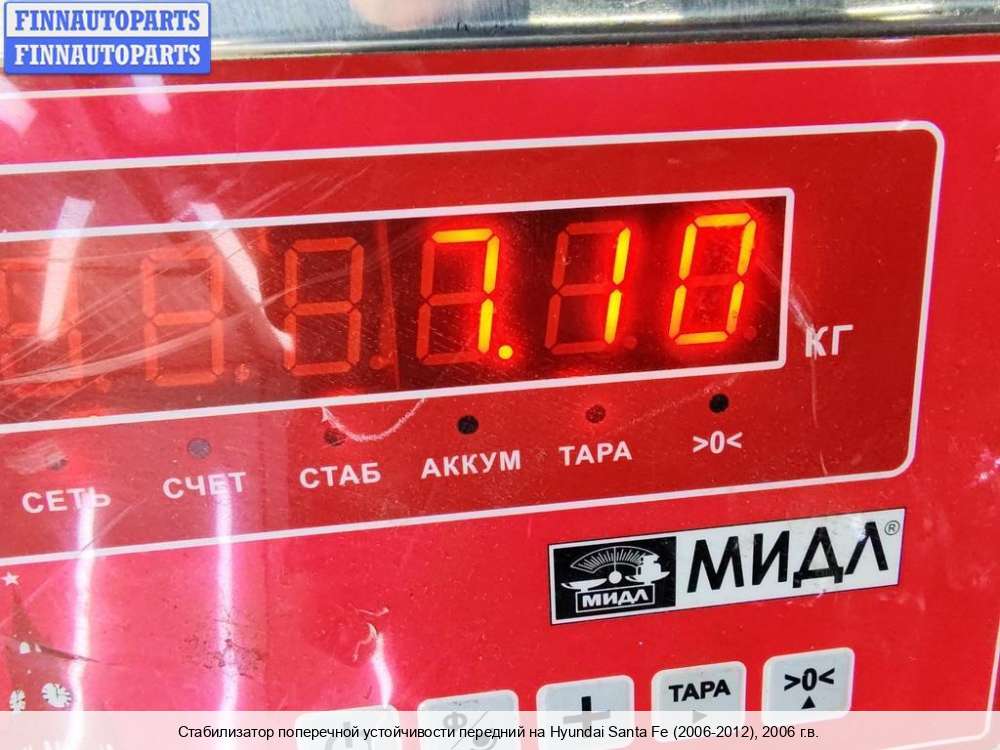 FINNAUTOPARTS
FINNAUTOPARTS
7.10
КГ
СЕТЬ СЧЕТ СТАБ АККУМ ТАРА >0<
МИДЛ МИДЛ®
+ ТАРА >0<
Стабилизатор поперечной устойчивости передний на Hyundai Santa Fe (2006-2012), 2006 г.в.